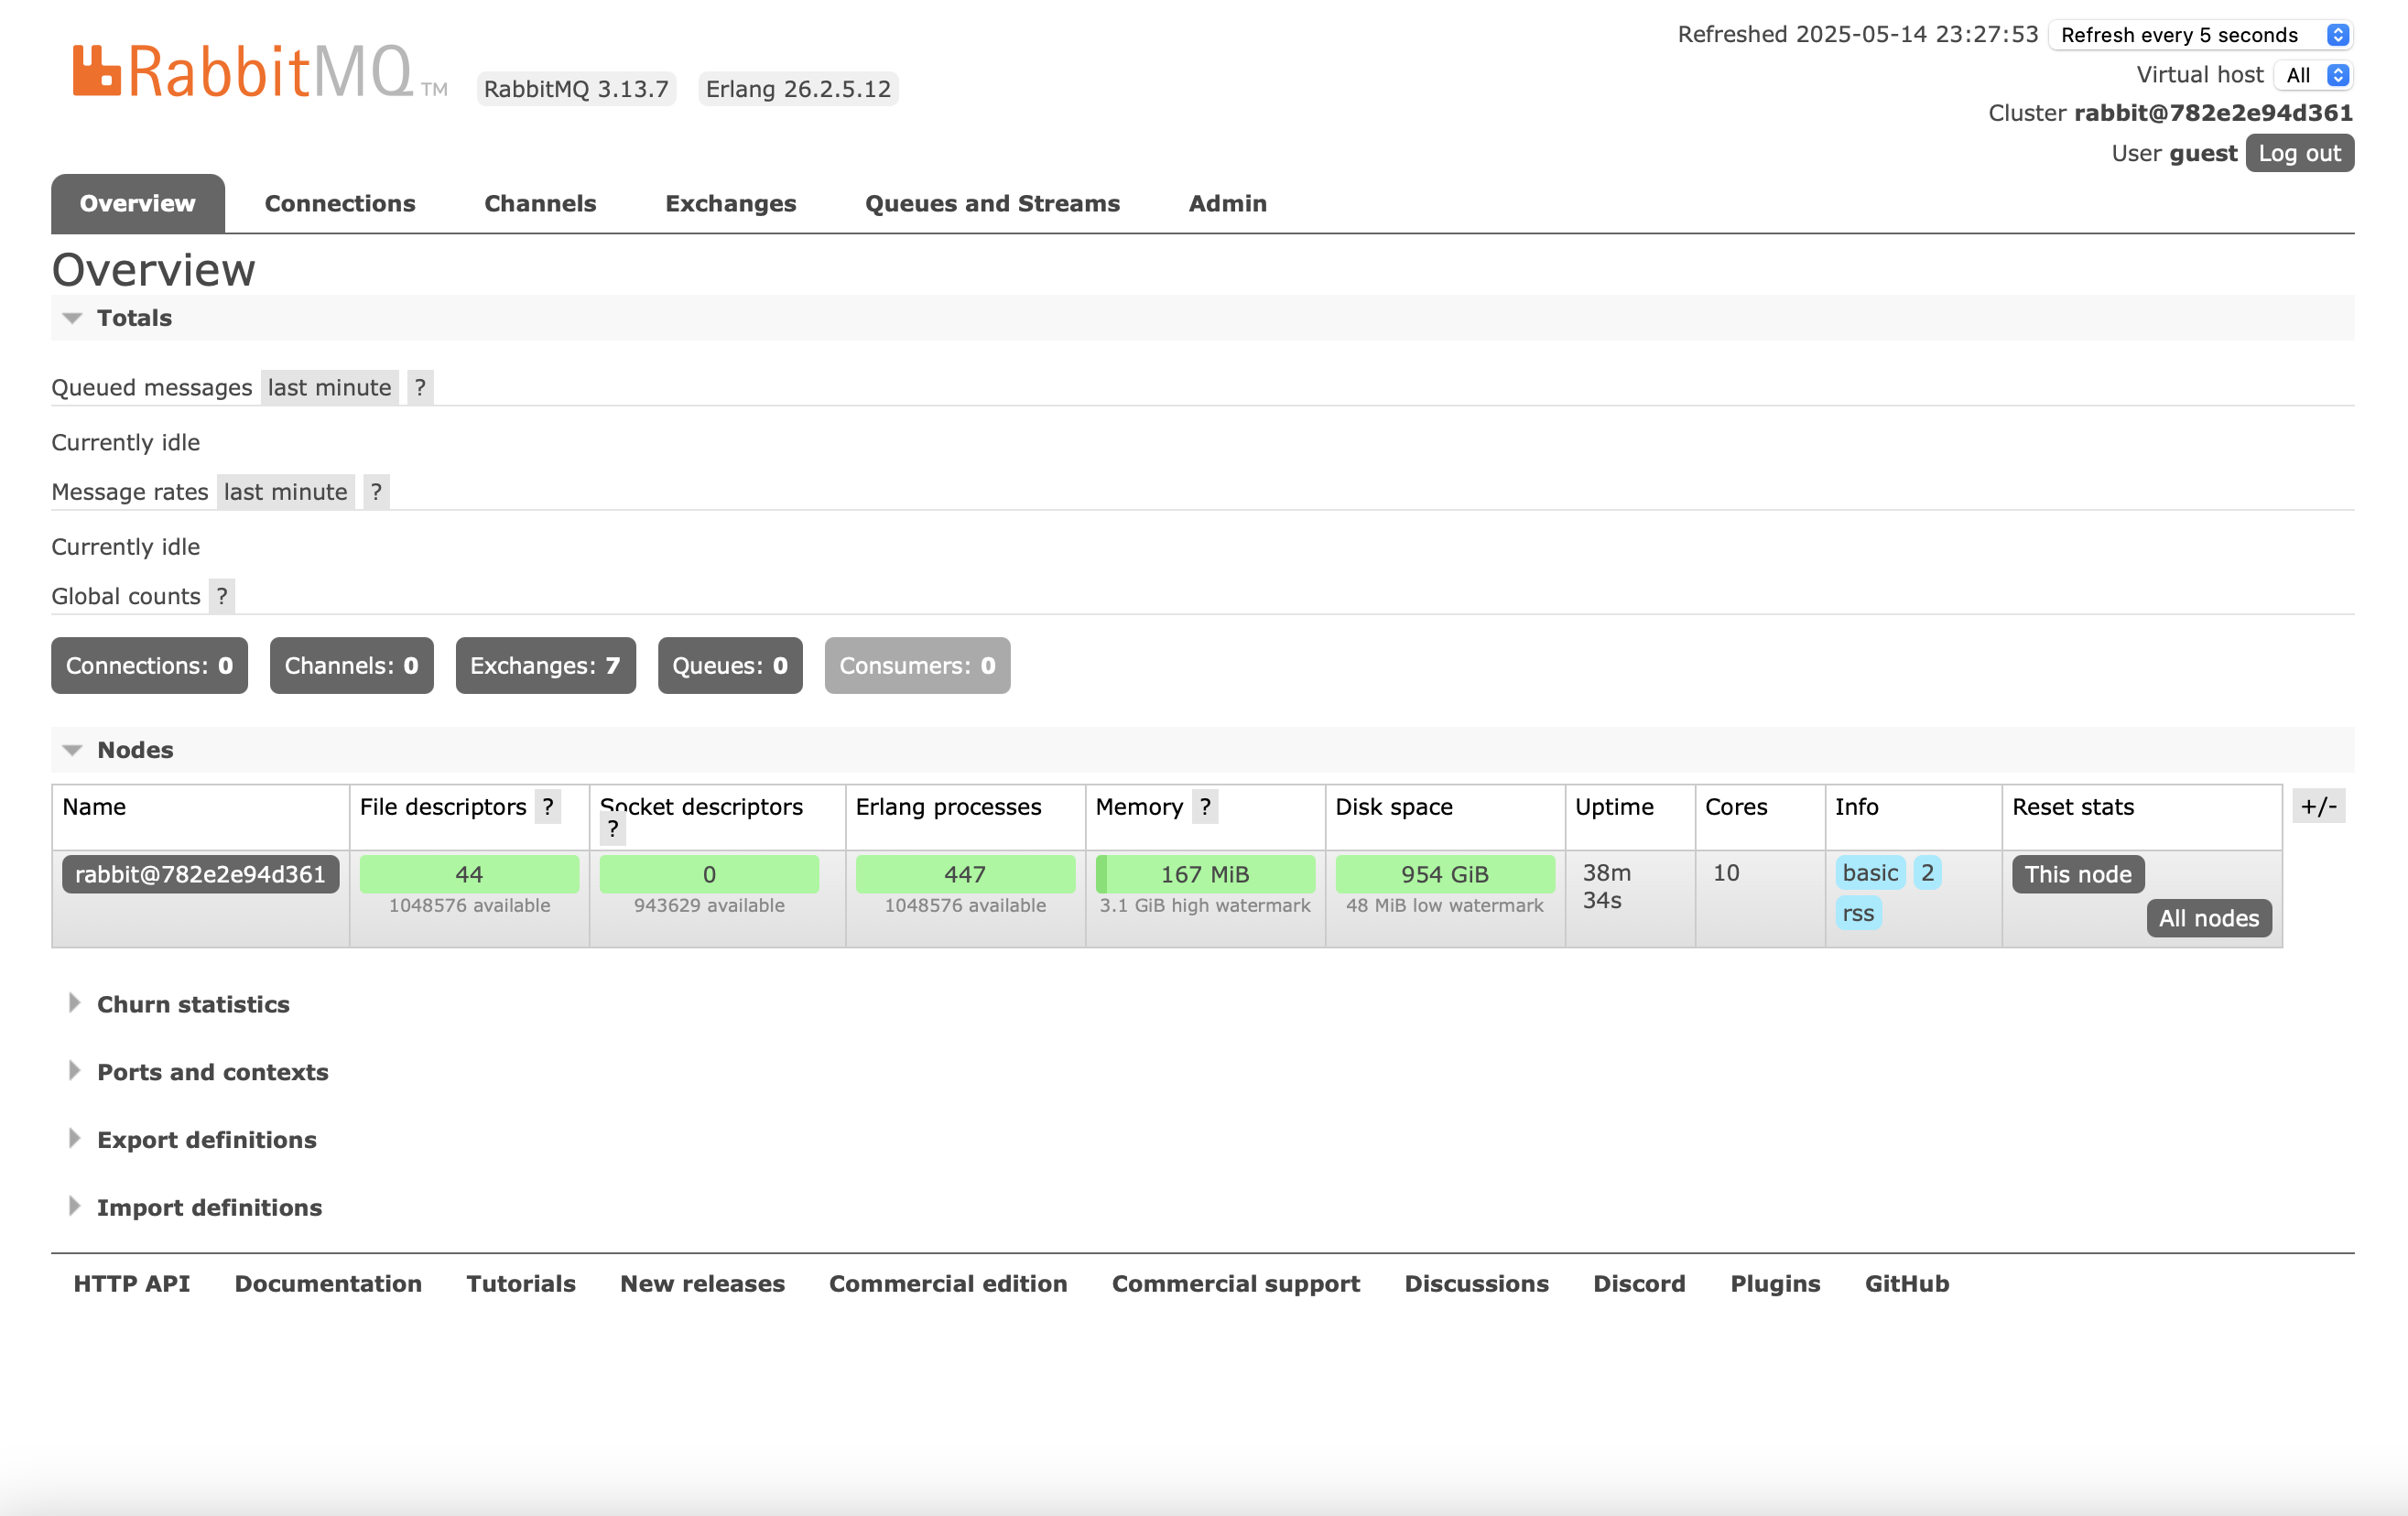 Refreshed 2025-05-14 23:27:53 Refresh every 5 seconds
RabbitMQ TM RabbitMQ 3.13.7 Erlang 26.2.5.12
Virtual host All
Cluster rabbit@782e2e94d361
User guest Log out
Overview Connections Channels Exchanges Queues and Streams Admin
Overview
Totals
Queued messages last minute ?
Currently idle
Message rates last minute ?
Currently idle
Global counts ?
Connections: 0 Channels: 0 Exchanges: 7 Queues: 0 Consumers: 0
Nodes
Name File descriptors ? Socket descriptors ? Erlang processes Memory ? Disk space Uptime Cores Info Reset stats +/-
rabbit@782e2e94d361 44 0 447 167 MiB 954 GiB 38m 34s 10 basic 2 rss This node
1048576 available 943629 available 1048576 available 3.1 GiB high watermark 48 MiB low watermark All nodes
Churn statistics
Ports and contexts
Export definitions
Import definitions
HTTP API Documentation Tutorials New releases Commercial edition Commercial support Discussions Discord Plugins GitHub